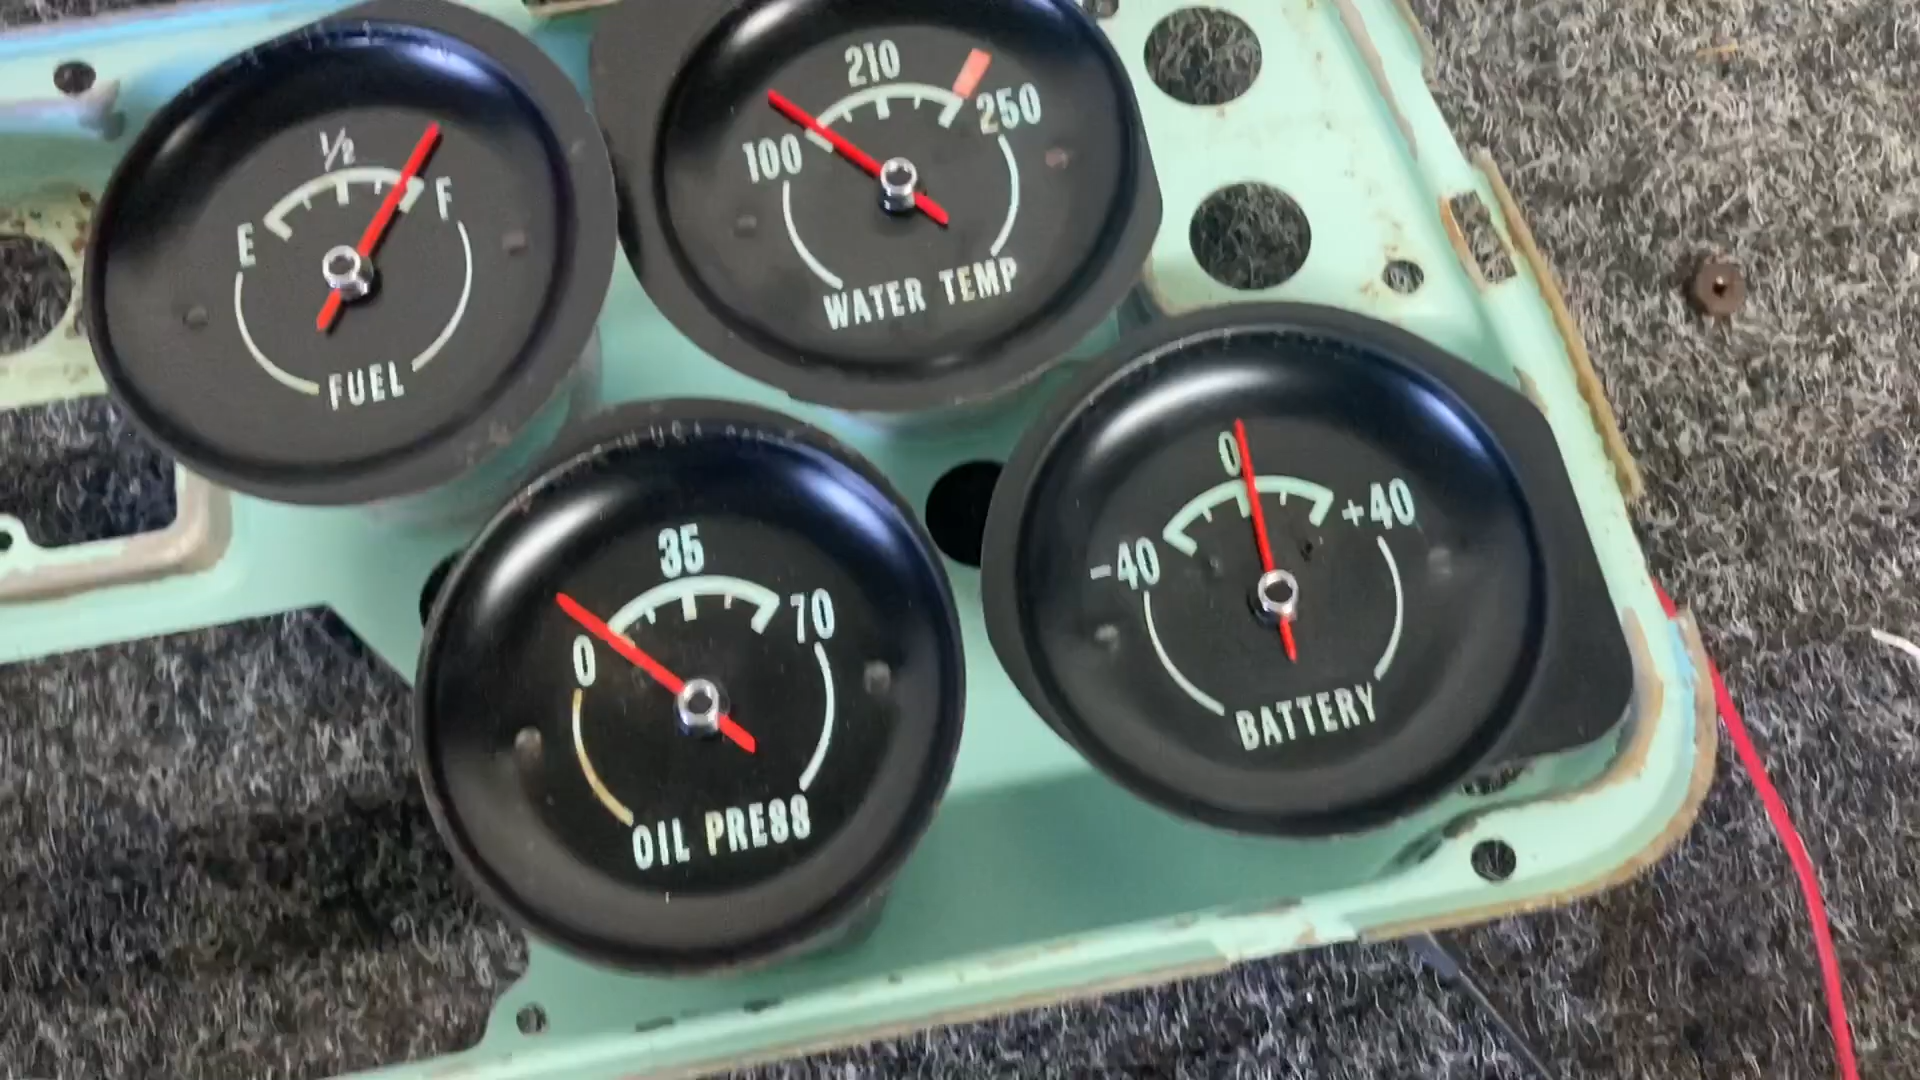 1/2
E
F
FUEL
210
100
250
WATER TEMP
35
0
70
OIL PRESS
0
-40
+40
BATTERY